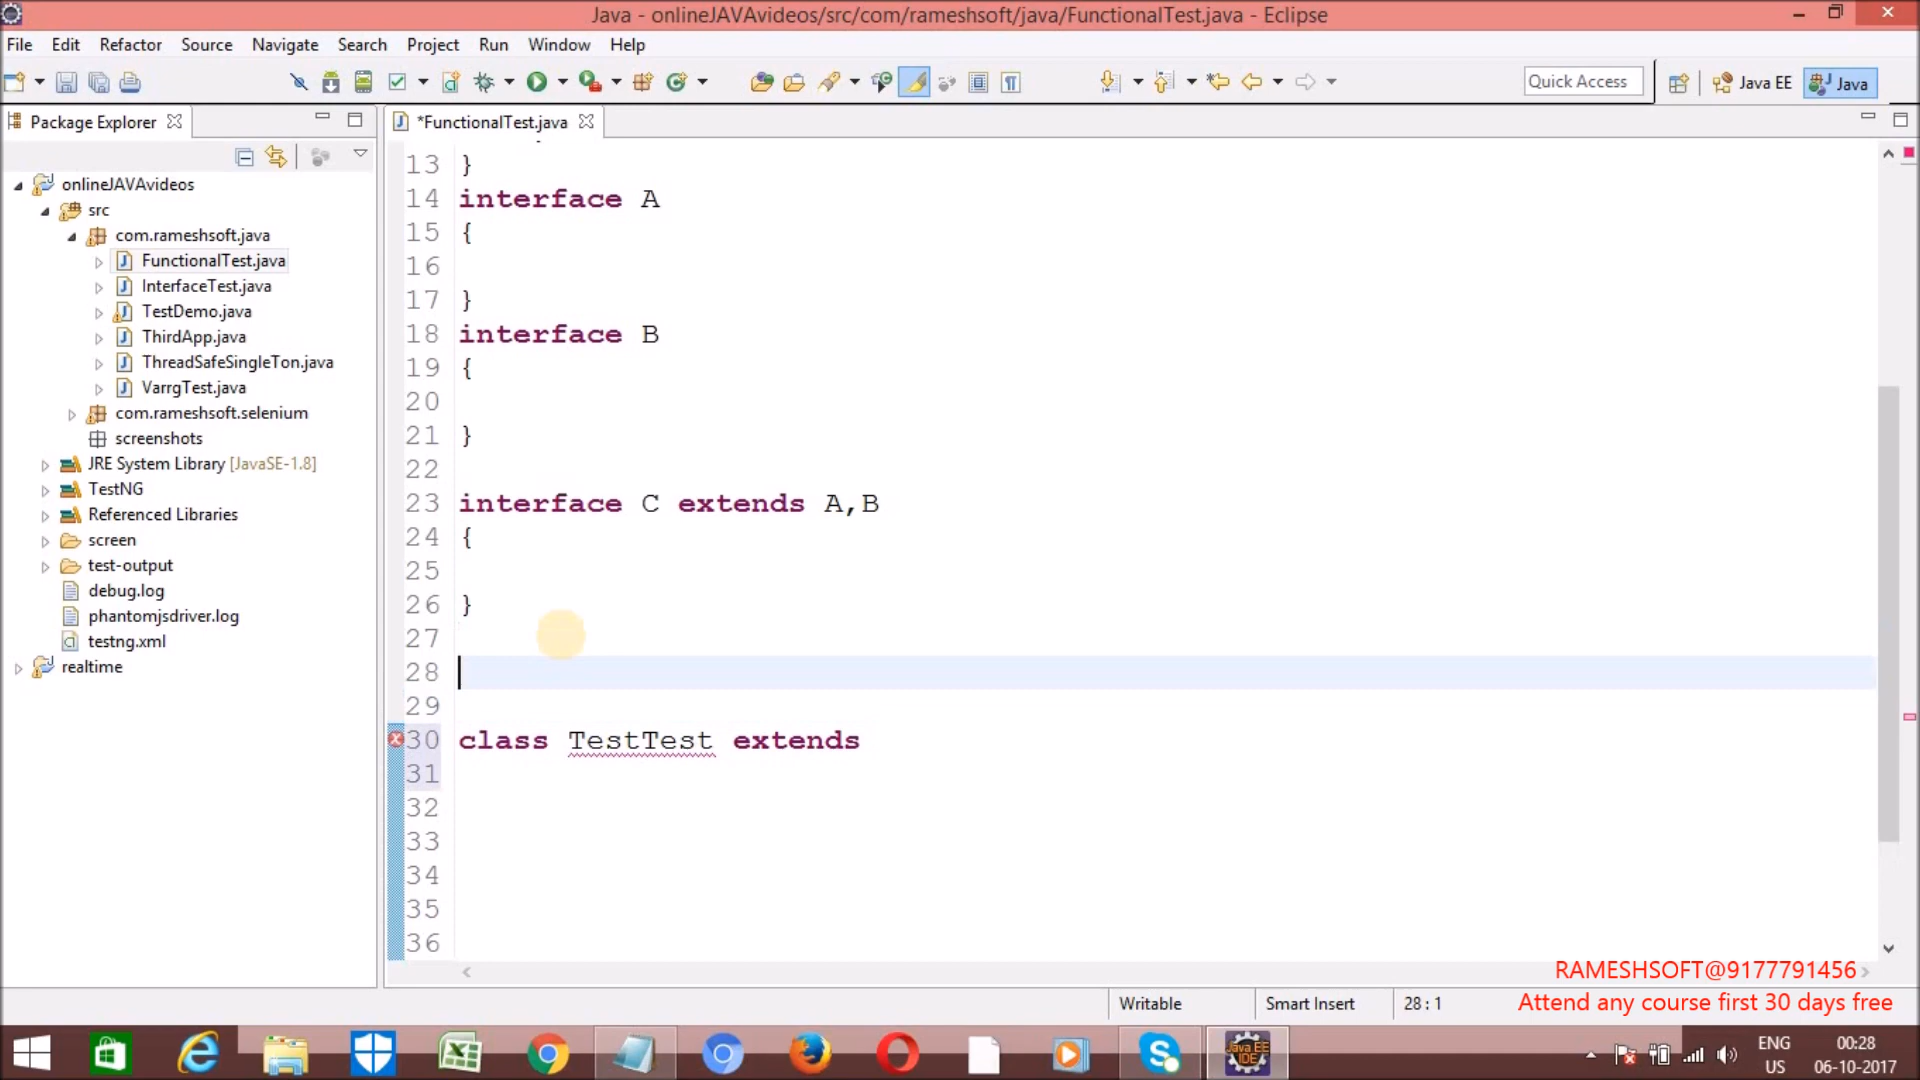 Java - onlineJAVAvideos/src/com/rameshsoft/java/FunctionalTest.java - Eclipse
File Edit Refactor Source Navigate Search Project Run Window Help
Quick Access
Java EE
Java
Package Explorer
*FunctionalTest.java
onlineJAVAvideos
src
com.rameshsoft.java
FunctionalTest.java
InterfaceTest.java
TestDemo.java
ThirdApp.java
ThreadSafeSingleTon.java
VarrgTest.java
com.rameshsoft.selenium
screenshots
JRE System Library [JavaSE-1.8]
TestNG
Referenced Libraries
screen
test-output
debug.log
phantomjsdriver.log
testng.xml
realtime
13 }
14 interface A
15 {
16
17 }
18 interface B
19 {
20
21 }
22
23 interface C extends A,B
24 {
25
26 }
27
28
29
30 class TestTest extends
31
32
33
34
35
36
RAMESHSOFT@9177791456
Attend any course first 30 days free
Writable
Smart Insert
28 : 1
Java EE
IDE
ENG
US
00:28
06-10-2017